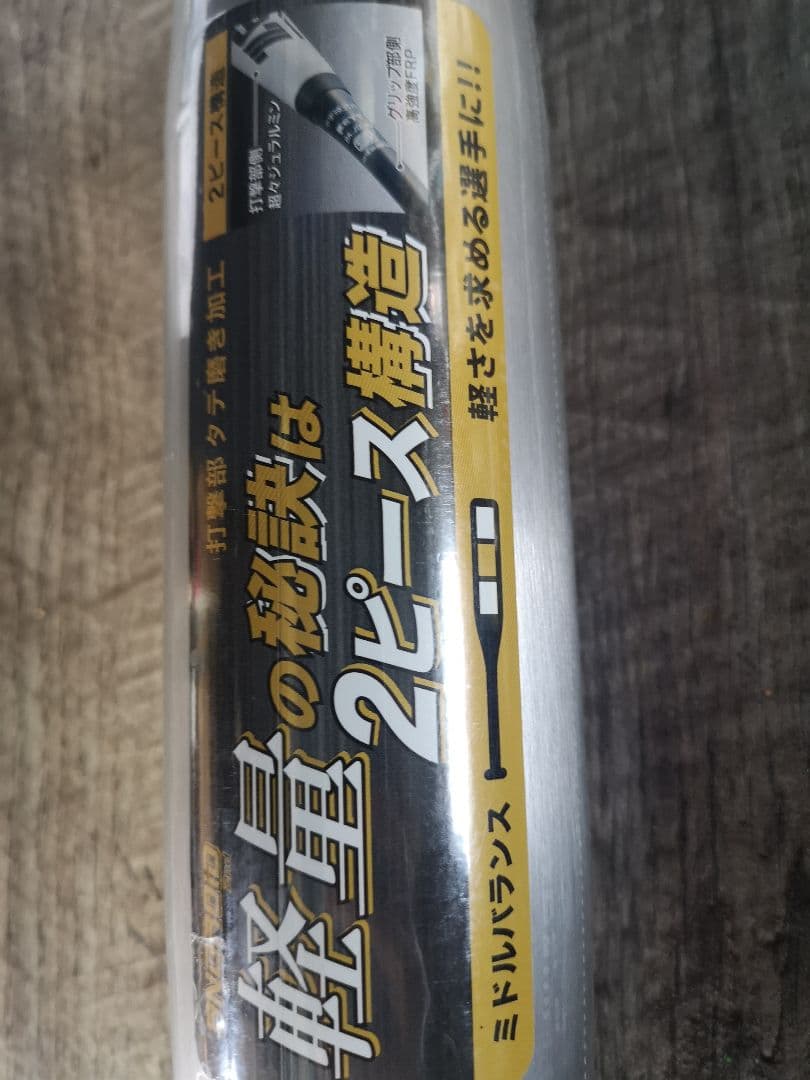 軽量の秘訣は
2ピース構造
打撃部 タテ磨き加工
2ピース構造
打撃部側
超々ジュラルミン
グリップ部側
高強度FRP
ミドルバランス
軽さを求める選手に!!